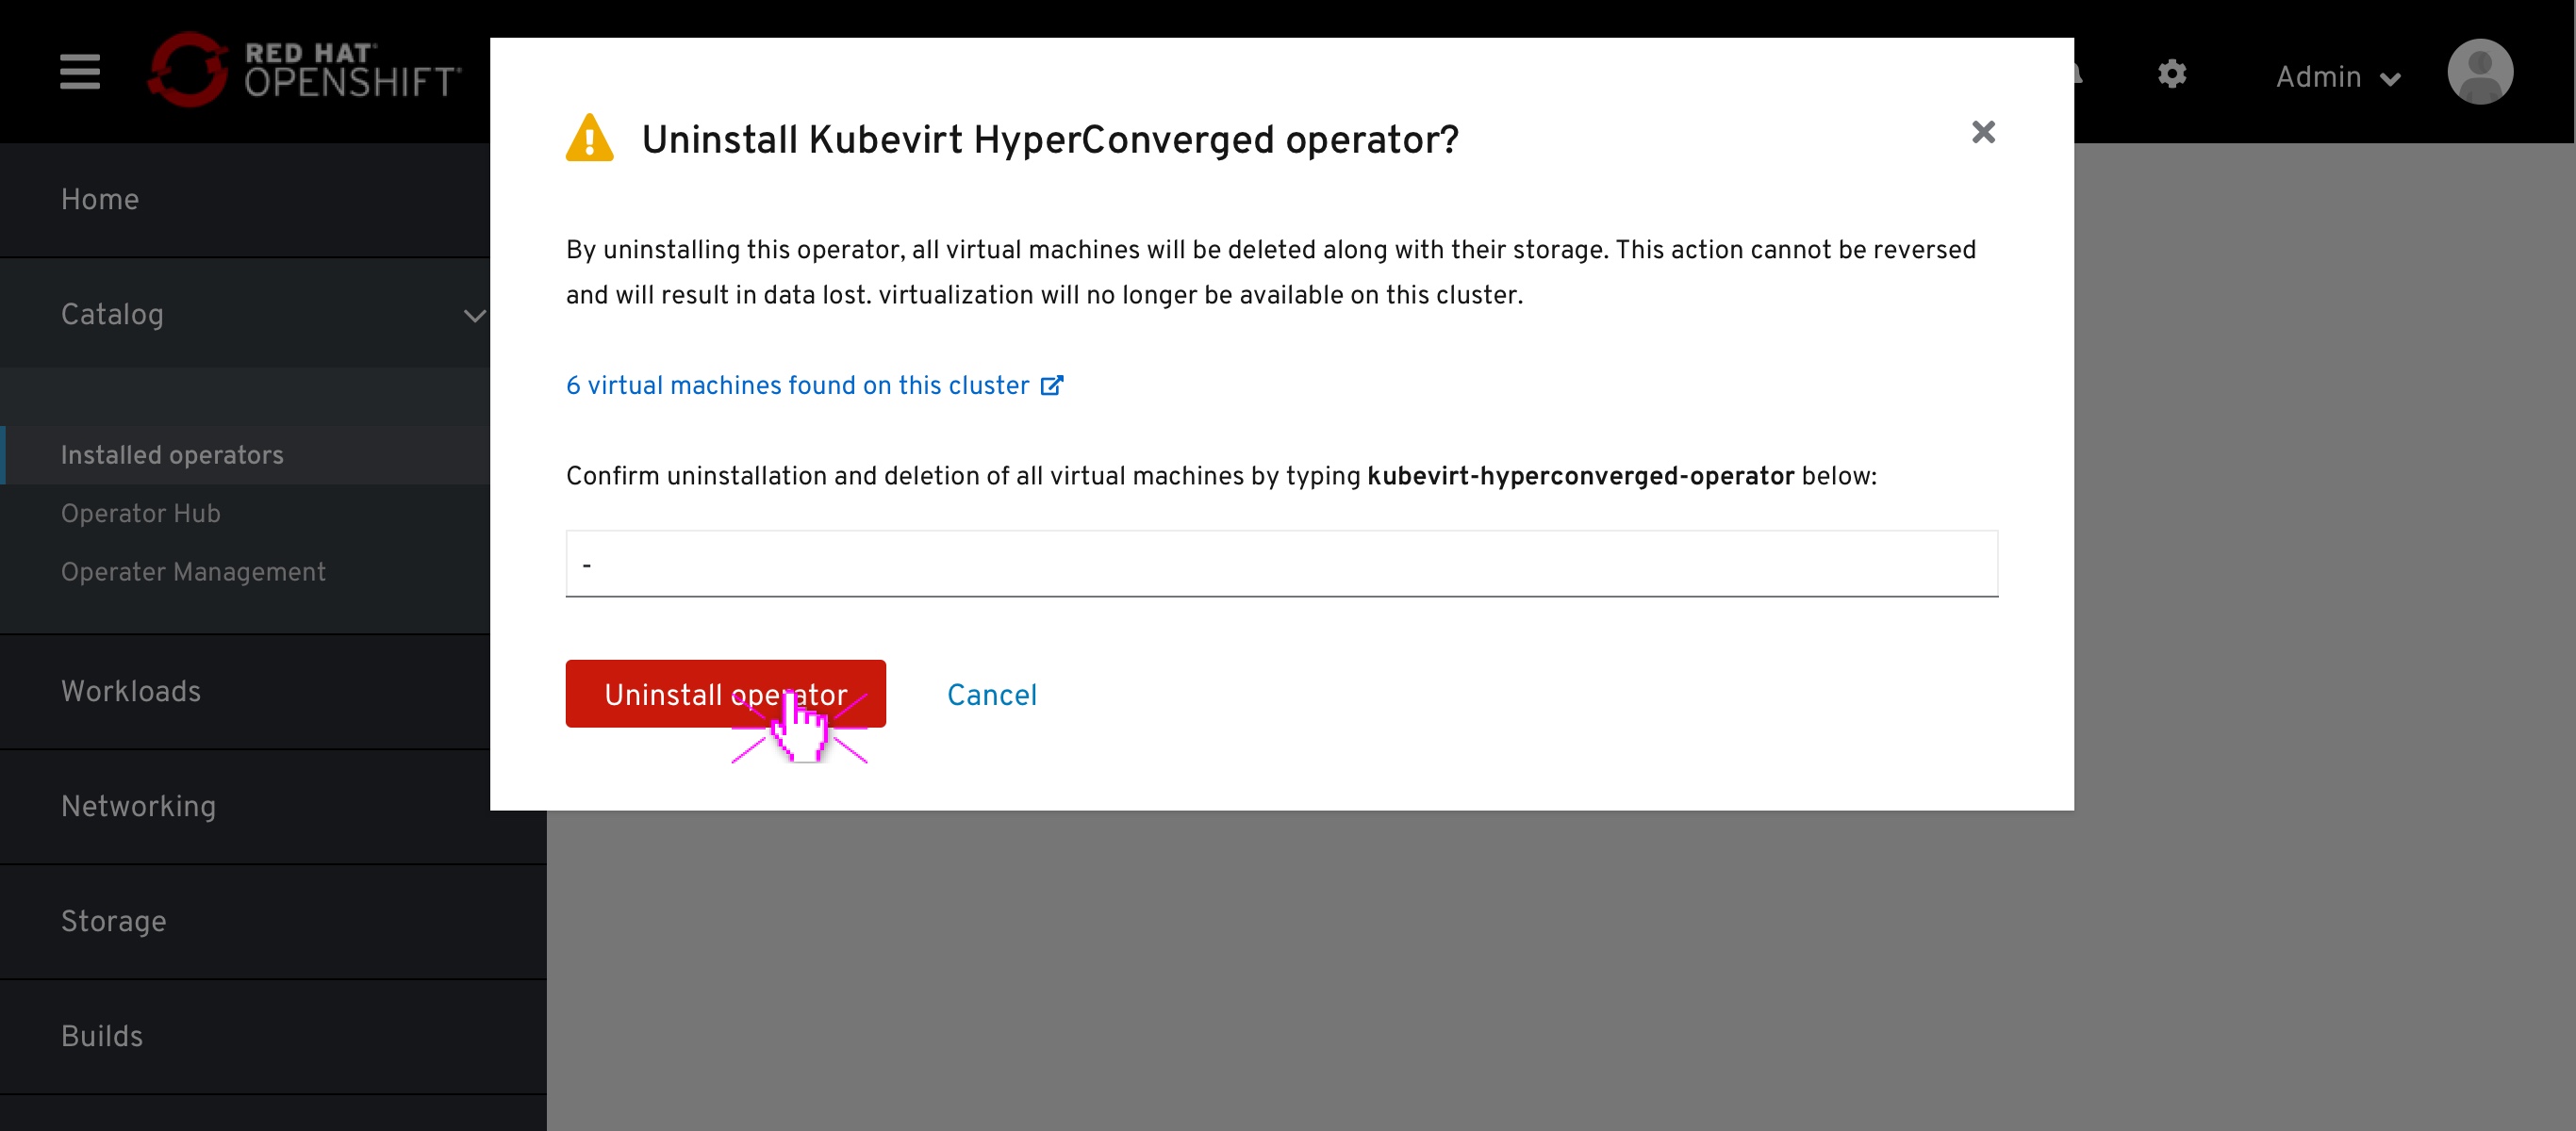 RED HAT
OPENSHIFT
Admin
Home
Catalog
Installed operators
Operator Hub
Operater Management
Workloads
Networking
Storage
Builds
Uninstall Kubevirt HyperConverged operator?
By uninstalling this operator, all virtual machines will be deleted along with their storage. This action cannot be reversed
and will result in data lost. virtualization will no longer be available on this cluster.
6 virtual machines found on this cluster
Confirm uninstallation and deletion of all virtual machines by typing kubevirt-hyperconverged-operator below:
-
Uninstall operator
Cancel